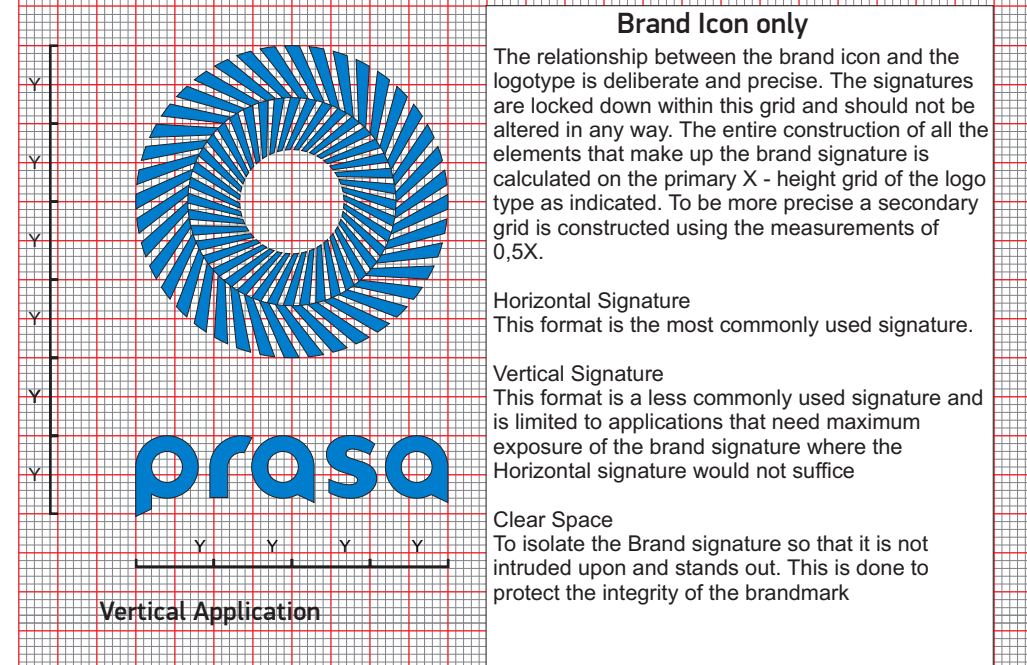 Brand Icon only
The relationship between the brand icon and the
logotype is deliberate and precise. The signatures
are locked down within this grid and should not be
altered in any way. The entire construction of all the
elements that make up the brand signature is
calculated on the primary X - height grid of the logo
type as indicated. To be more precise a secondary
grid is constructed using the measurements of
0,5X.
Horizontal Signature
This format is the most commonly used signature.
Vertical Signature
This format is a less commonly used signature and
is limited to applications that need maximum
exposure of the brand signature where the
Horizontal signature would not suffice
Clear Space
To isolate the Brand signature so that it is not
intruded upon and stands out. This is done to
protect the integrity of the brandmark
Y
Y
Y
Y
Y
Y
prasa
Y Y Y Y
Vertical Application